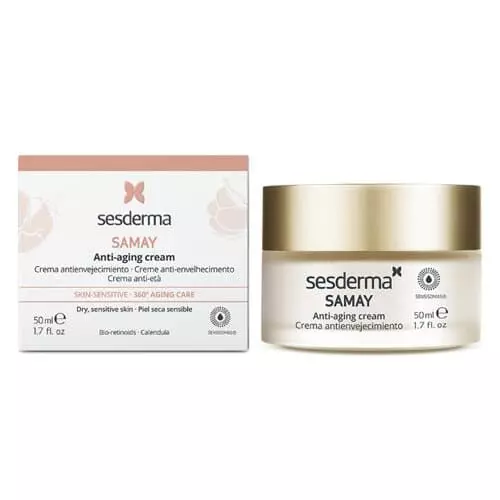 sesderma
SAMAY
Anti-aging cream
Crema antienvejecimiento · Creme anti-envelhecimento
Crema anti-età
SKIN-SENSITIVE · 360º AGING CARE
Dry, sensitive skin · Piel seca sensible
50 ml ℮
1.7 fl. oz
Bio-retinoids · Calendula
sesderma
SAMAY
Anti-aging cream
Crema antienvejecimiento
50 ml ℮
1.7 fl. oz